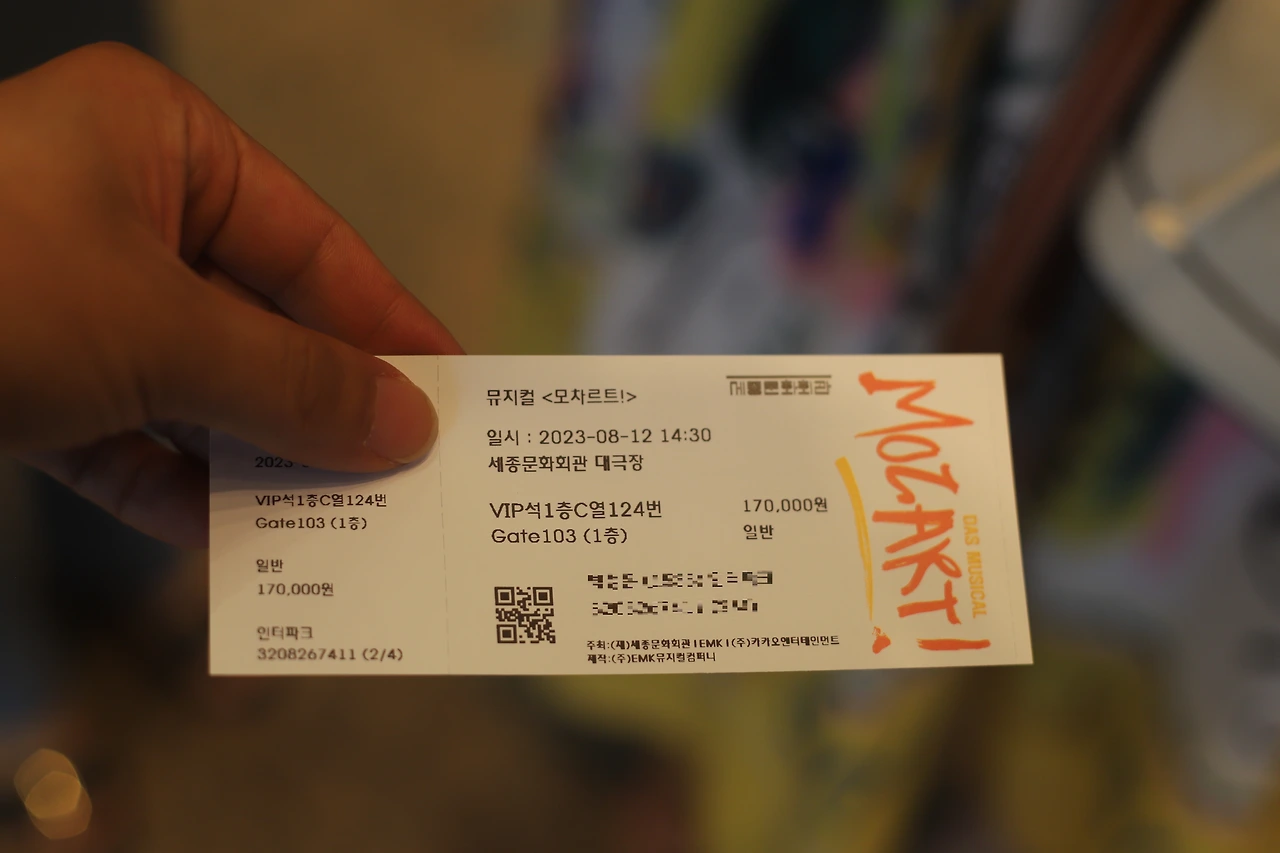 2023-
VIP석1층C열124번
Gate103 (1층)
일반
170,000원
인터파크
3208267411 (2/4)
뮤지컬 <모차르트!>
세종문화회관
일시 : 2023-08-12 14:30
세종문화회관 대극장
VIP석1층C열124번
170,000원
Gate103 (1층)
일반
주최:(재)세종문화회관 I EMK I (주)카카오엔터테인먼트
제작:(주)EMK뮤지컬컴퍼니
MOZART!
DAS MUSICAL